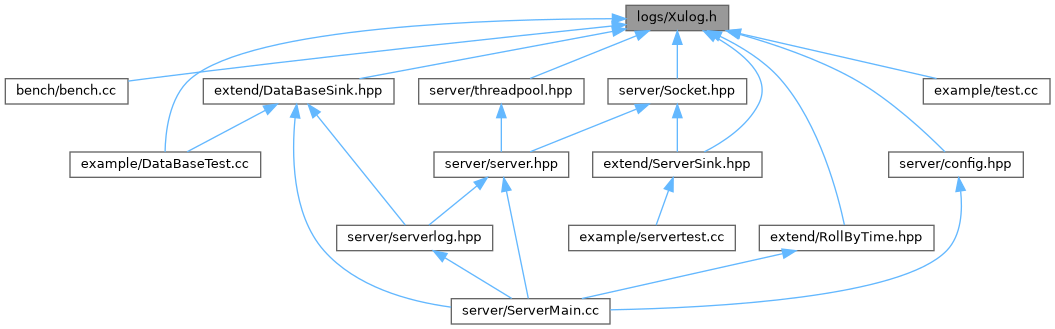 logs/Xulog.h
bench/bench.cc
extend/DataBaseSink.hpp
server/threadpool.hpp
server/Socket.hpp
example/test.cc
example/DataBaseTest.cc
server/server.hpp
extend/ServerSink.hpp
server/config.hpp
server/serverlog.hpp
example/servertest.cc
extend/RollByTime.hpp
server/ServerMain.cc